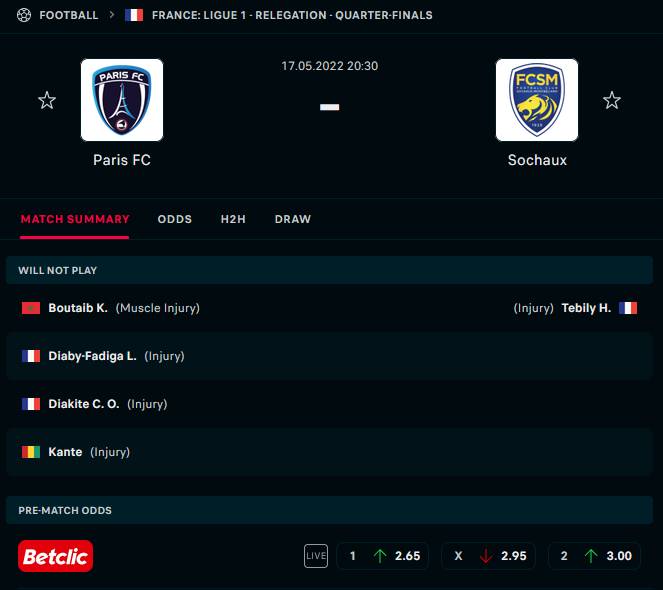 FOOTBALL > FRANCE: LIGUE 1 - RELEGATION - QUARTER-FINALS
17.05.2022 20:30
PARIS FC
FCSM
-
Paris FC
Sochaux
MATCH SUMMARY ODDS H2H DRAW
WILL NOT PLAY
Boutaib K. (Muscle Injury) (Injury) Tebily H.
Diaby-Fadiga L. (Injury)
Diakite C. O. (Injury)
Kante (Injury)
PRE-MATCH ODDS
Betclic LIVE 1 2.65 X 2.95 2 3.00